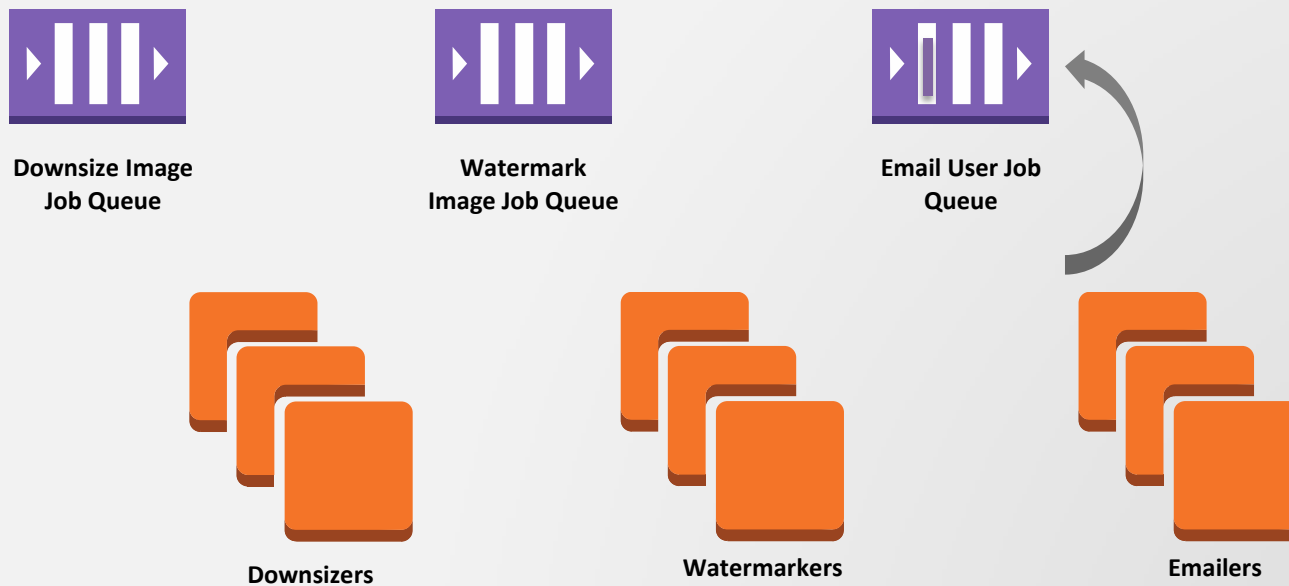 Downsize Image
Job Queue
Watermark
Image Job Queue
Email User Job
Queue
Downsizers
Watermarkers
Emailers